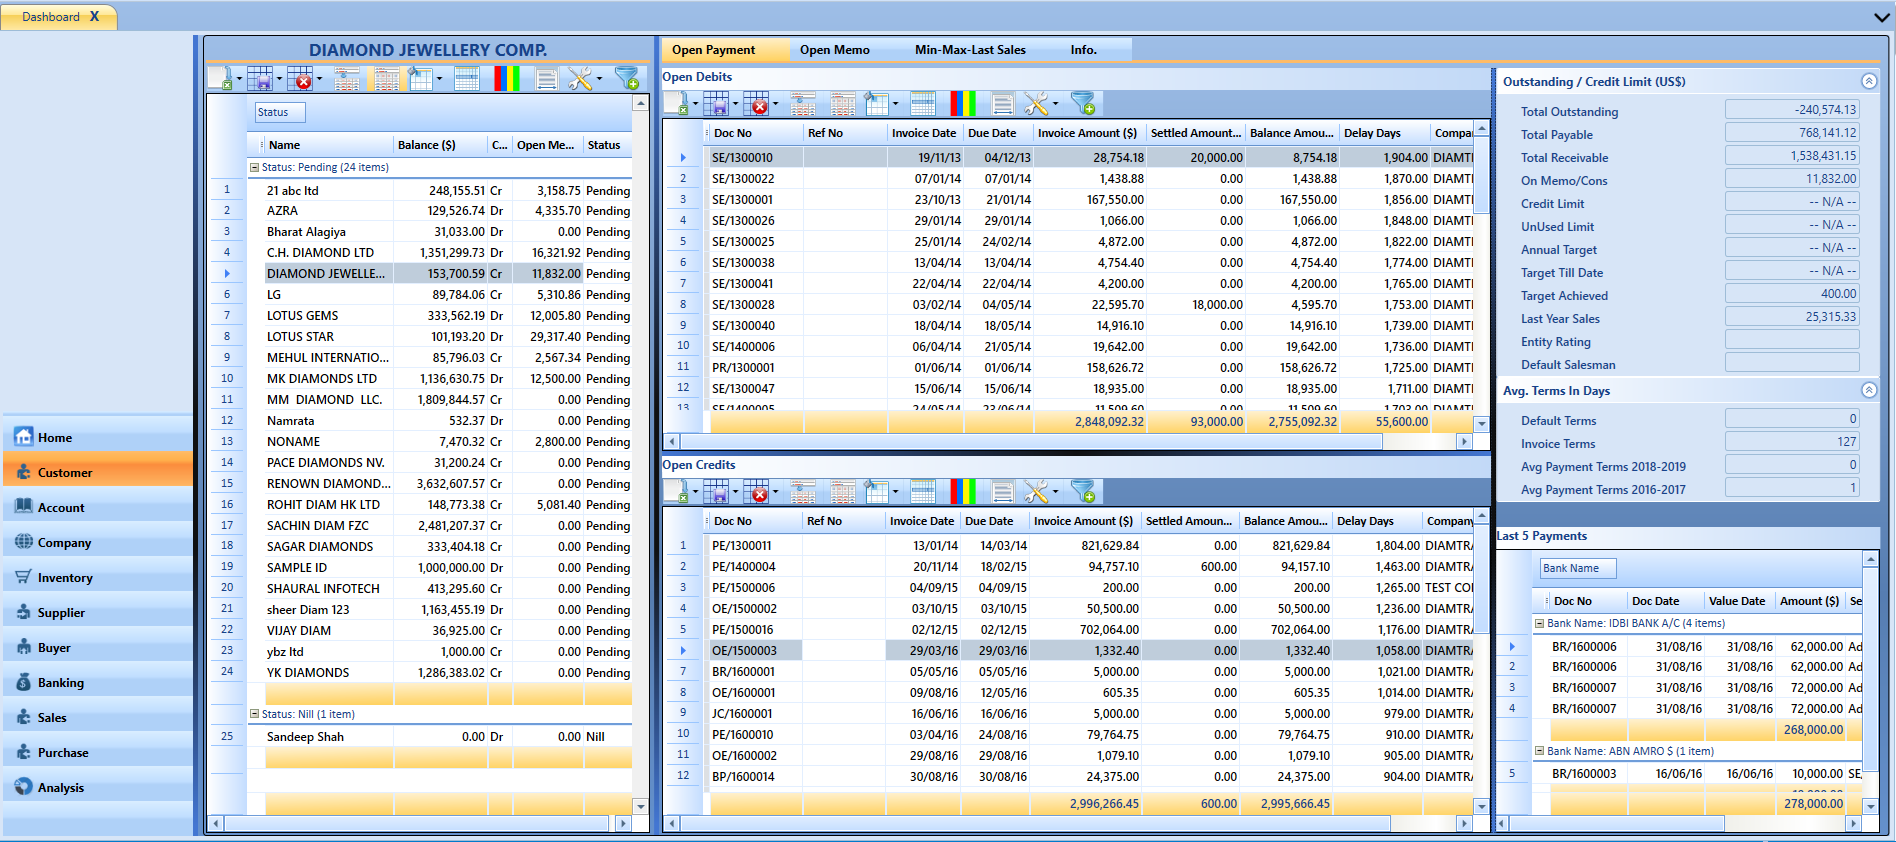 Dashboard X
Home
Customer
Account
Company
Inventory
Supplier
Buyer
Banking
Sales
Purchase
Analysis
DIAMOND JEWELLERY COMP.
Status
Name Balance ($) C... Open Me... Status
Status: Pending (24 items)
1 21 abc ltd 248,155.51 Cr 3,158.75 Pending
2 AZRA 129,526.74 Dr 4,335.70 Pending
3 Bharat Alagiya 31,033.00 Dr 0.00 Pending
4 C.H. DIAMOND LTD 1,351,299.73 Dr 16,321.92 Pending
DIAMOND JEWELLE... 153,700.59 Cr 11,832.00 Pending
6 LG 89,784.06 Cr 5,310.86 Pending
7 LOTUS GEMS 333,562.19 Dr 12,005.80 Pending
8 LOTUS STAR 101,193.20 Dr 29,317.40 Pending
9 MEHUL INTERNATIO... 85,796.03 Cr 2,567.34 Pending
10 MK DIAMONDS LTD 1,136,630.75 Dr 12,500.00 Pending
11 MM DIAMOND LLC. 1,809,844.57 Cr 0.00 Pending
12 Namrata 532.37 Dr 0.00 Pending
13 NONAME 7,470.32 Cr 2,800.00 Pending
14 PACE DIAMONDS NV. 31,200.24 Cr 0.00 Pending
15 RENOWN DIAMOND... 3,632,607.57 Cr 0.00 Pending
16 ROHIT DIAM HK LTD 148,773.38 Cr 5,081.40 Pending
17 SACHIN DIAM FZC 2,481,207.37 Cr 0.00 Pending
18 SAGAR DIAMONDS 333,404.18 Cr 0.00 Pending
19 SAMPLE ID 1,000,000.00 Dr 0.00 Pending
20 SHAURAL INFOTECH 413,295.60 Cr 0.00 Pending
21 sheer Diam 123 1,163,455.19 Dr 0.00 Pending
22 VIJAY DIAM 36,925.00 Cr 0.00 Pending
23 ybz ltd 1,000.00 Cr 0.00 Pending
24 YK DIAMONDS 1,286,383.02 Cr 0.00 Pending
Status: Nill (1 item)
25 Sandeep Shah 0.00 Dr 0.00 Nill
Open Payment Open Memo Min-Max-Last Sales Info.
Open Debits
Doc No Ref No Invoice Date Due Date Invoice Amount ($) Settled Amount... Balance Amou... Delay Days Compa
SE/1300010 19/11/13 04/12/13 28,754.18 20,000.00 8,754.18 1,904.00 DIAMTI
2 SE/1300022 07/01/14 07/01/14 1,438.88 0.00 1,438.88 1,870.00 DIAMTI
3 SE/1300001 23/10/13 21/01/14 167,550.00 0.00 167,550.00 1,856.00 DIAMTI
4 SE/1300026 29/01/14 29/01/14 1,066.00 0.00 1,066.00 1,848.00 DIAMTI
5 SE/1300025 25/01/14 24/02/14 4,872.00 0.00 4,872.00 1,822.00 DIAMTI
6 SE/1300038 13/04/14 13/04/14 4,754.40 0.00 4,754.40 1,774.00 DIAMTI
7 SE/1300041 22/04/14 22/04/14 4,200.00 0.00 4,200.00 1,765.00 DIAMTI
8 SE/1300028 03/02/14 04/05/14 22,595.70 18,000.00 4,595.70 1,753.00 DIAMTI
9 SE/1300040 18/04/14 18/05/14 14,916.10 0.00 14,916.10 1,739.00 DIAMTI
10 SE/1400006 06/04/14 21/05/14 19,642.00 0.00 19,642.00 1,736.00 DIAMTI
11 PR/1300001 01/06/14 01/06/14 158,626.72 0.00 158,626.72 1,725.00 DIAMTI
12 SE/1300047 15/06/14 15/06/14 18,935.00 0.00 18,935.00 1,711.00 DIAMTI
13 SE/1400005 24/05/14 23/06/14 11,509.60 0.00 11,509.60 1,703.00 DIAMTI
2,848,092.32 93,000.00 2,755,092.32 55,600.00
Open Credits
Doc No Ref No Invoice Date Due Date Invoice Amount ($) Settled Amoun... Balance Amou... Delay Days Company
1 PE/1300011 13/01/14 14/03/14 821,629.84 0.00 821,629.84 1,804.00 DIAMTR
2 PE/1400004 20/11/14 18/02/15 94,757.10 600.00 94,157.10 1,463.00 DIAMTR
3 PE/1500006 04/09/15 04/09/15 200.00 0.00 200.00 1,265.00 TEST CO
4 OE/1500002 03/10/15 03/10/15 50,500.00 0.00 50,500.00 1,236.00 DIAMTR
5 PE/1500016 02/12/15 02/12/15 702,064.00 0.00 702,064.00 1,176.00 DIAMTR
OE/1500003 29/03/16 29/03/16 1,332.40 0.00 1,332.40 1,058.00 DIAMTR
7 BR/1600001 05/05/16 05/05/16 5,000.00 0.00 5,000.00 1,021.00 DIAMTR
8 OE/1600001 09/08/16 12/05/16 605.35 0.00 605.35 1,014.00 DIAMTR
9 JC/1600001 16/06/16 16/06/16 5,000.00 0.00 5,000.00 979.00 DIAMTR
10 PE/1600010 03/04/16 24/08/16 79,764.75 0.00 79,764.75 910.00 DIAMTR
11 OE/1600002 29/08/16 29/08/16 1,079.10 0.00 1,079.10 905.00 DIAMTR
12 BP/1600014 30/08/16 30/08/16 24,375.00 0.00 24,375.00 904.00 DIAMTR
2,996,266.45 600.00 2,995,666.45
Outstanding / Credit Limit (US$)
Total Outstanding -240,574.13
Total Payable 768,141.12
Total Receivable 1,538,431.15
On Memo/Cons 11,832.00
Credit Limit -- N/A --
UnUsed Limit -- N/A --
Annual Target -- N/A --
Target Till Date -- N/A --
Target Achieved 400.00
Last Year Sales 25,315.33
Entity Rating
Default Salesman
Avg. Terms In Days
Default Terms 0
Invoice Terms 127
Avg Payment Terms 2018-2019 0
Avg Payment Terms 2016-2017 1
Last 5 Payments
Bank Name
Doc No Doc Date Value Date Amount ($) Se
Bank Name: IDBI BANK A/C (4 items)
BR/1600006 31/08/16 31/08/16 62,000.00 Ad
2 BR/1600006 31/08/16 31/08/16 62,000.00 Ad
3 BR/1600007 31/08/16 31/08/16 72,000.00 Ad
4 BR/1600007 31/08/16 31/08/16 72,000.00 Ad
268,000.00
Bank Name: ABN AMRO $ (1 item)
5 BR/1600003 16/06/16 16/06/16 10,000.00 SE
278,000.00